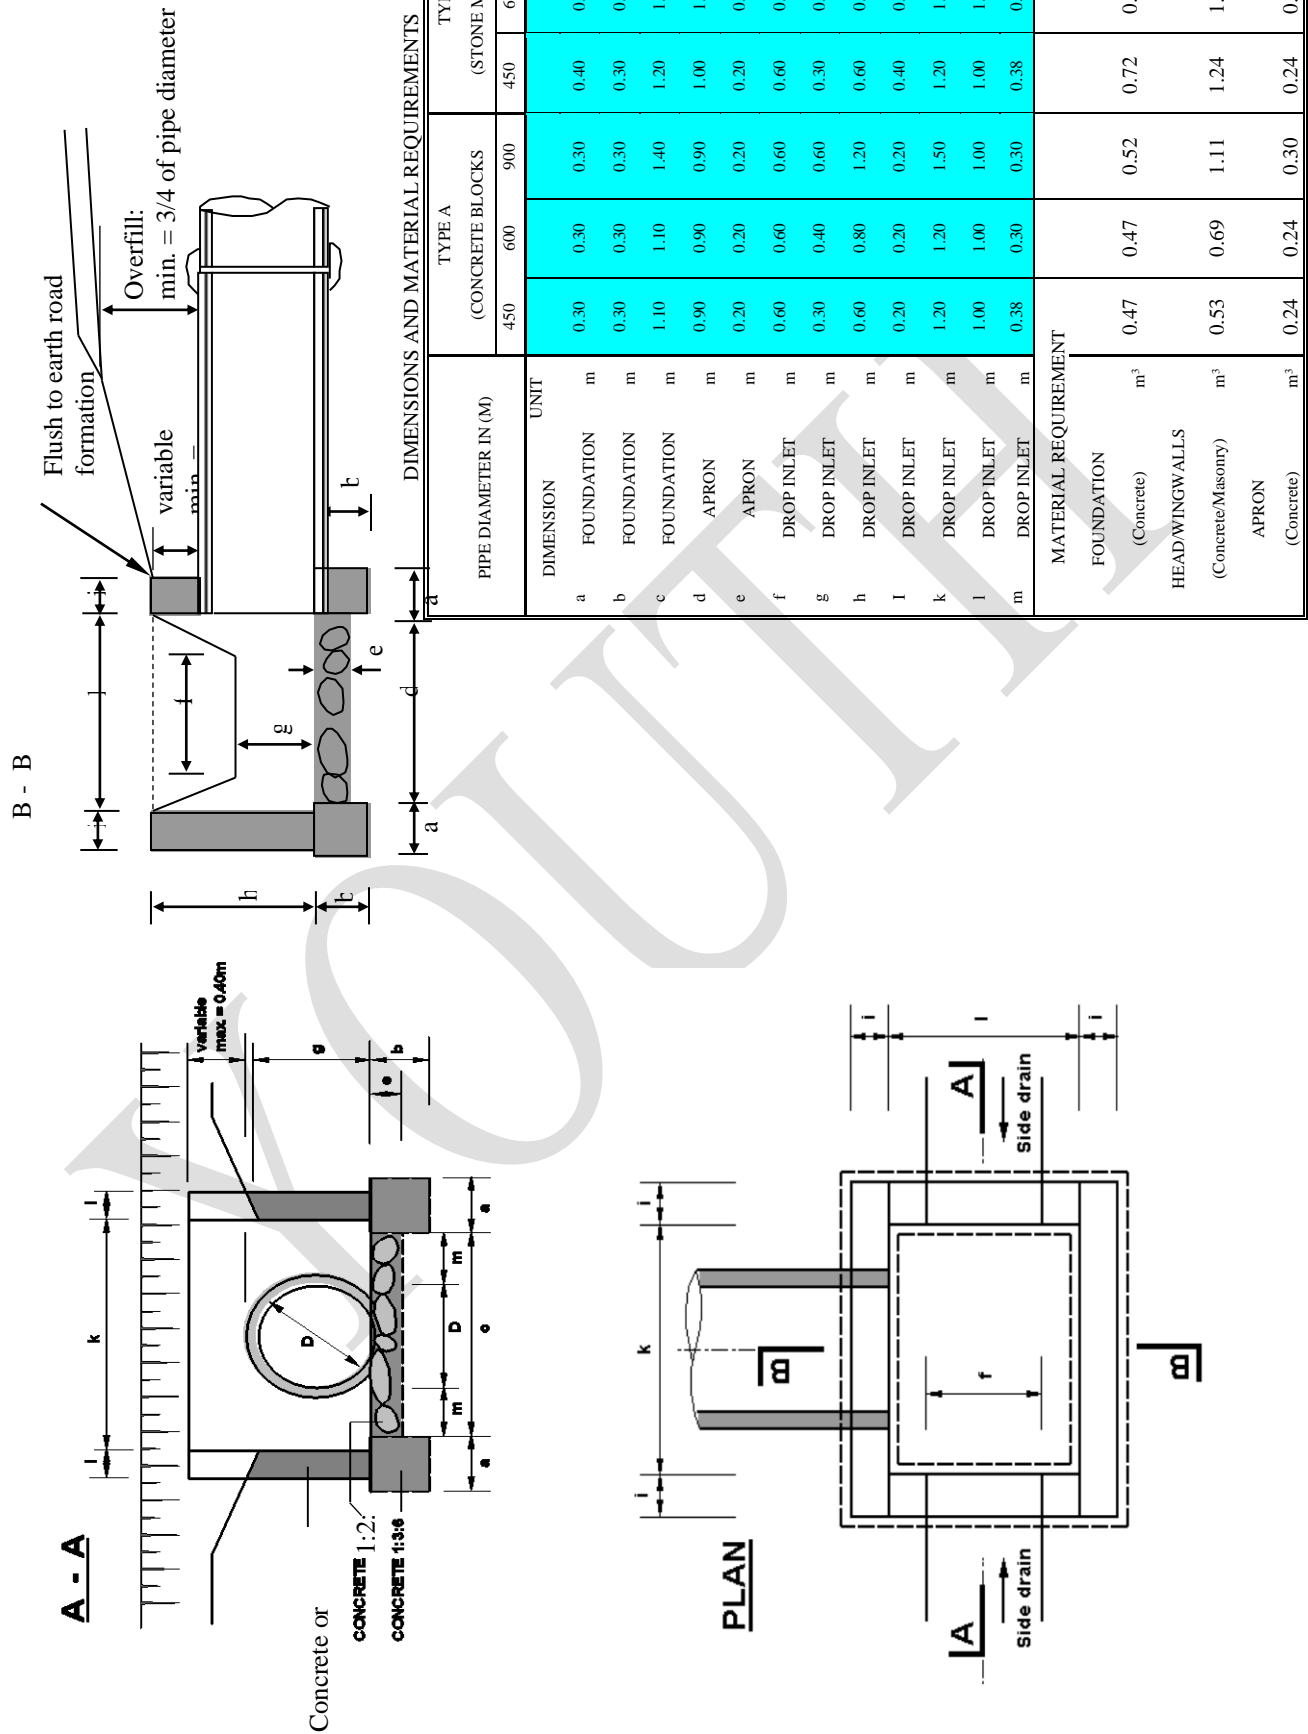 A - A
k
l
l
variable
max. = 0.40m
g
b
e
D
a
m
D
m
a
c
Concrete or
CONCRETE 1:2:
CONCRETE 1:3:6
B - B
Flush to earth road
formation
variable
min =
Overfill:
min. = 3/4 of pipe diameter
h
b
l
f
g
e
a
d
a
b
PLAN
i
k
i
i
l
i
f
A
A
B
B
Side drain
Side drain
DIMENSIONS AND MATERIAL REQUIREMENTS
PIPE DIAMETER IN (M)
TYPE A
(CONCRETE BLOCKS
(STONE M
450 600 900 450
DIMENSION UNIT
a FOUNDATION m 0.30 0.30 0.30 0.40
b FOUNDATION m 0.30 0.30 0.30 0.30
c FOUNDATION m 1.10 1.10 1.40 1.20
d APRON m 0.90 0.90 0.90 1.00
e APRON m 0.20 0.20 0.20 0.20
f DROP INLET m 0.60 0.60 0.60 0.60
g DROP INLET m 0.30 0.40 0.60 0.30
h DROP INLET m 0.60 0.80 1.20 0.60
I DROP INLET m 0.20 0.20 0.20 0.40
k DROP INLET m 1.20 1.20 1.50 1.20
l DROP INLET m 1.00 1.00 1.00 1.00
m DROP INLET m 0.38 0.30 0.30 0.38
MATERIAL REQUIREMENT
FOUNDATION
(Concrete) m³ 0.47 0.47 0.52 0.72
HEAD/WINGWALLS
(Concrete/Masonry) m³ 0.53 0.69 1.11 1.24
APRON
(Concrete) m³ 0.24 0.24 0.30 0.24
YOUTH